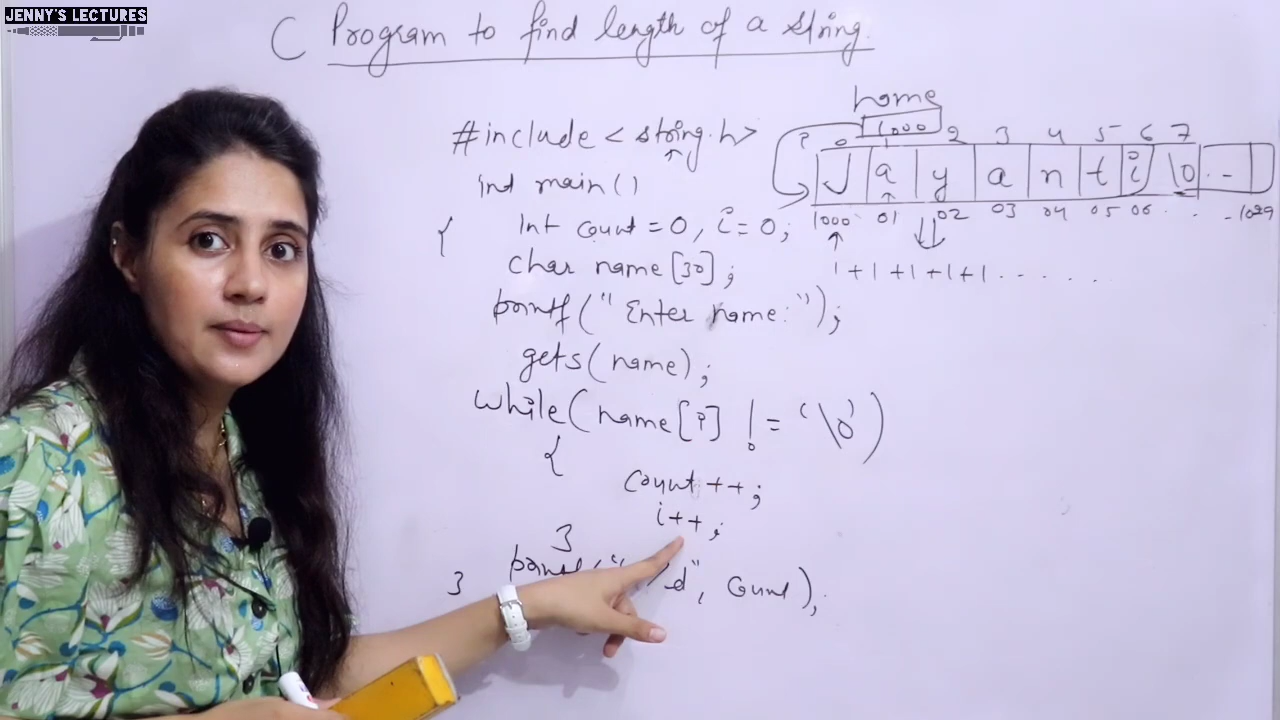 JENNY'S LECTURES
C Program to find length of a string.
#include < string.h>
int main()
{
int count = 0, i = 0;
char name [30];
printf(" Enter name: ");
gets(name);
while(name[i] != '\0')
{
count ++;
i++;
}
", count);
}
name
1000
i 0 1 2 3 4 5 6 7
J a y a n t i \0 . -
1000 01 02 03 04 05 06 . . - 1029
1 + 1 + 1 + 1 + 1 . . . . . . .